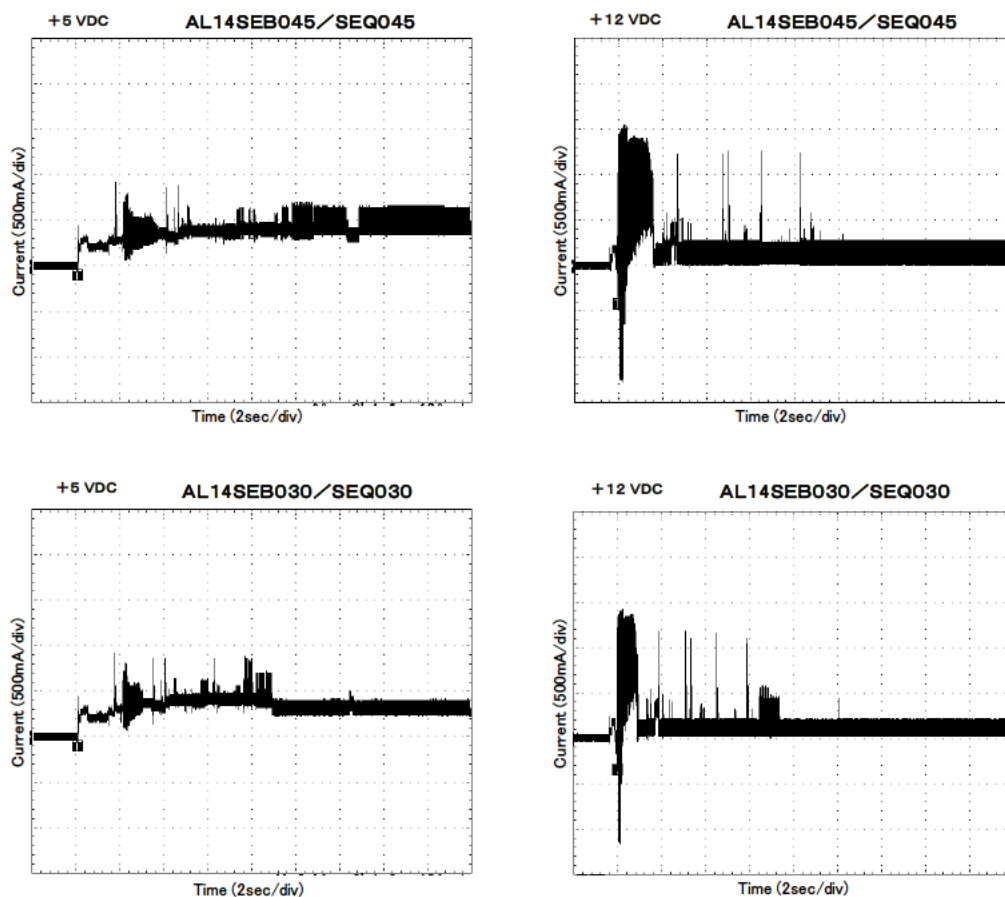 +5 VDC
AL14SEB045／SEQ045
Current (500mA/div)
Time (2sec/div)
+12 VDC
AL14SEB045／SEQ045
Current (500mA/div)
Time (2sec/div)
+5 VDC
AL14SEB030／SEQ030
Current (500mA/div)
Time (2sec/div)
+12 VDC
AL14SEB030／SEQ030
Current (500mA/div)
Time (2sec/div)